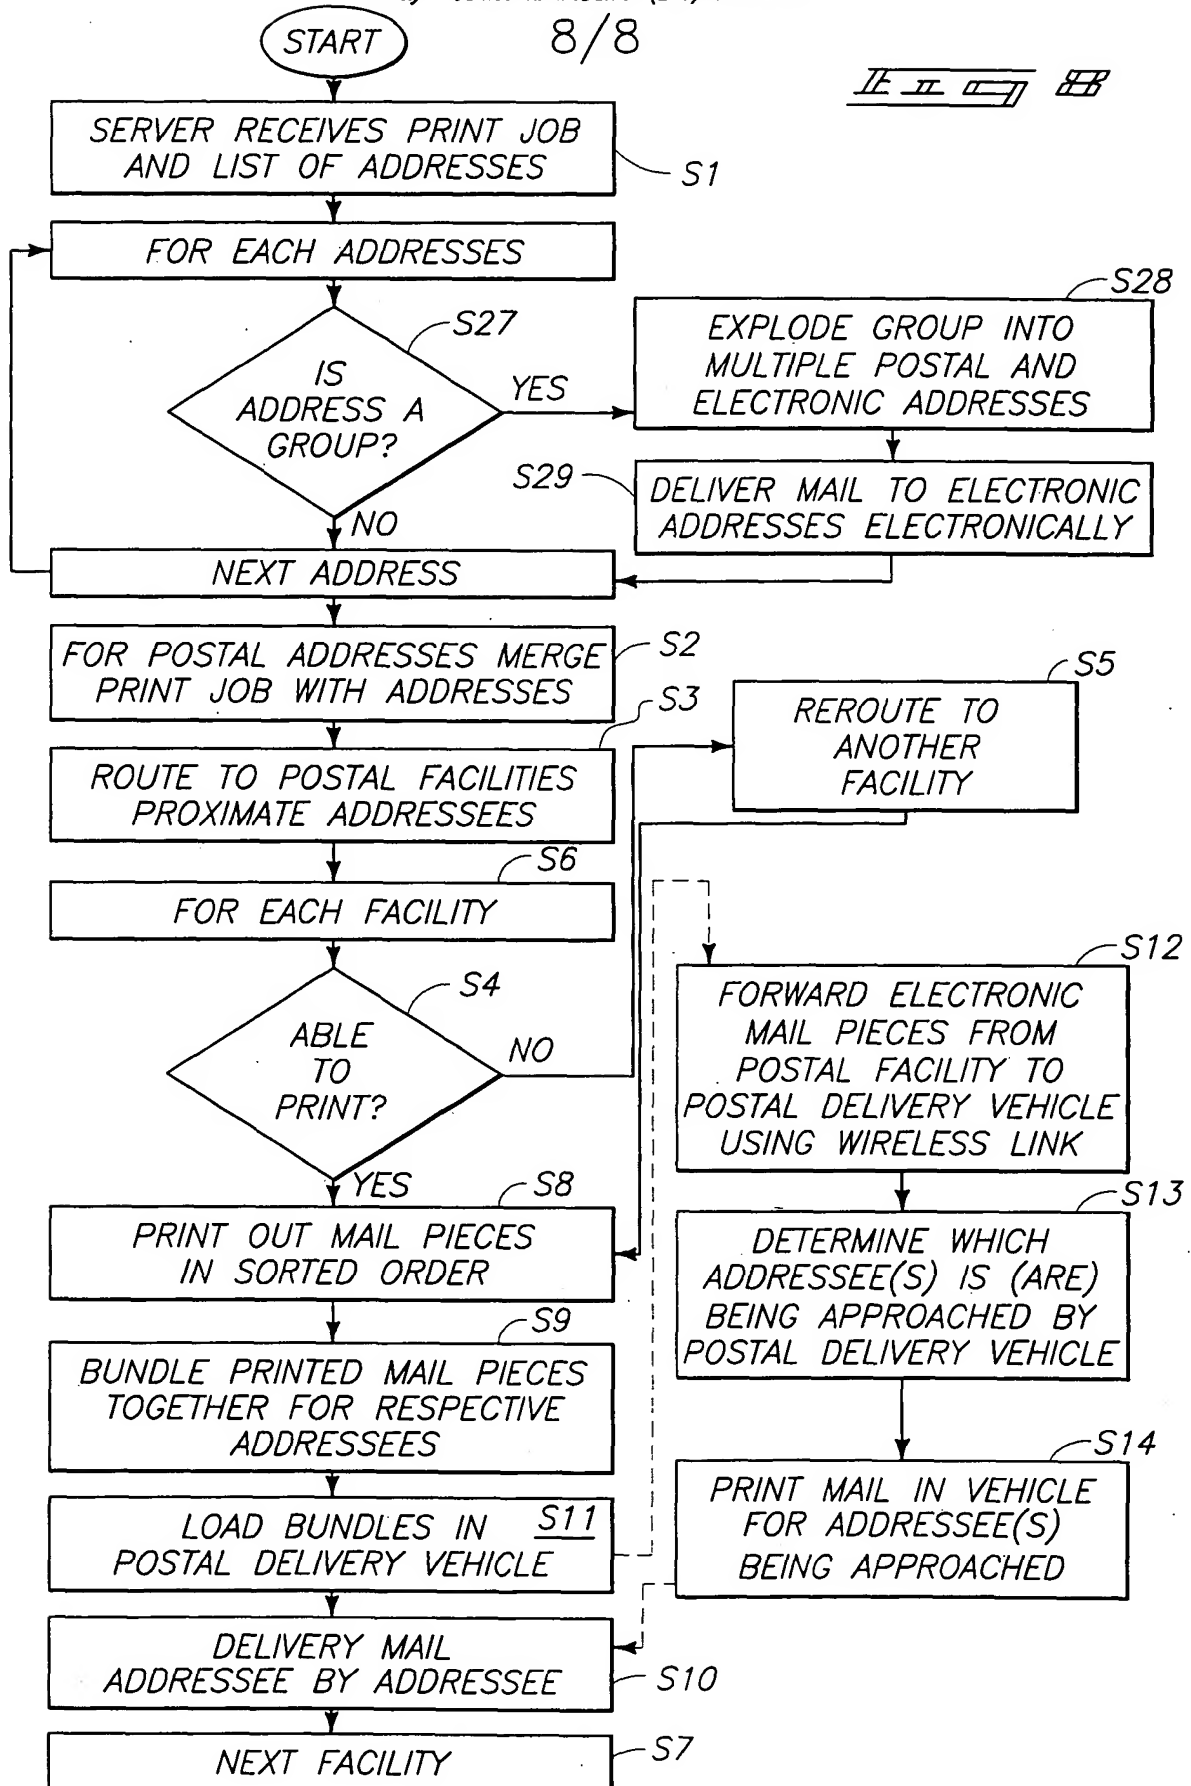 8/8
Fig 8
START
SERVER RECEIVES PRINT JOB
AND LIST OF ADDRESSES
S1
FOR EACH ADDRESSES
S27
IS
ADDRESS A
GROUP?
YES
NO
S28
EXPLODE GROUP INTO
MULTIPLE POSTAL AND
ELECTRONIC ADDRESSES
S29
DELIVER MAIL TO ELECTRONIC
ADDRESSES ELECTRONICALLY
NEXT ADDRESS
FOR POSTAL ADDRESSES MERGE
PRINT JOB WITH ADDRESSES
S2
ROUTE TO POSTAL FACILITIES
PROXIMATE ADDRESSEES
S3
S5
REROUTE TO
ANOTHER
FACILITY
S6
FOR EACH FACILITY
S4
ABLE
TO
PRINT?
NO
YES
S8
PRINT OUT MAIL PIECES
IN SORTED ORDER
S9
BUNDLE PRINTED MAIL PIECES
TOGETHER FOR RESPECTIVE
ADDRESSEES
LOAD BUNDLES IN S11
POSTAL DELIVERY VEHICLE
S12
FORWARD ELECTRONIC
MAIL PIECES FROM
POSTAL FACILITY TO
POSTAL DELIVERY VEHICLE
USING WIRELESS LINK
S13
DETERMINE WHICH
ADDRESSEE(S) IS (ARE)
BEING APPROACHED BY
POSTAL DELIVERY VEHICLE
S14
PRINT MAIL IN VEHICLE
FOR ADDRESSEE(S)
BEING APPROACHED
DELIVERY MAIL
ADDRESSEE BY ADDRESSEE
S10
NEXT FACILITY
S7